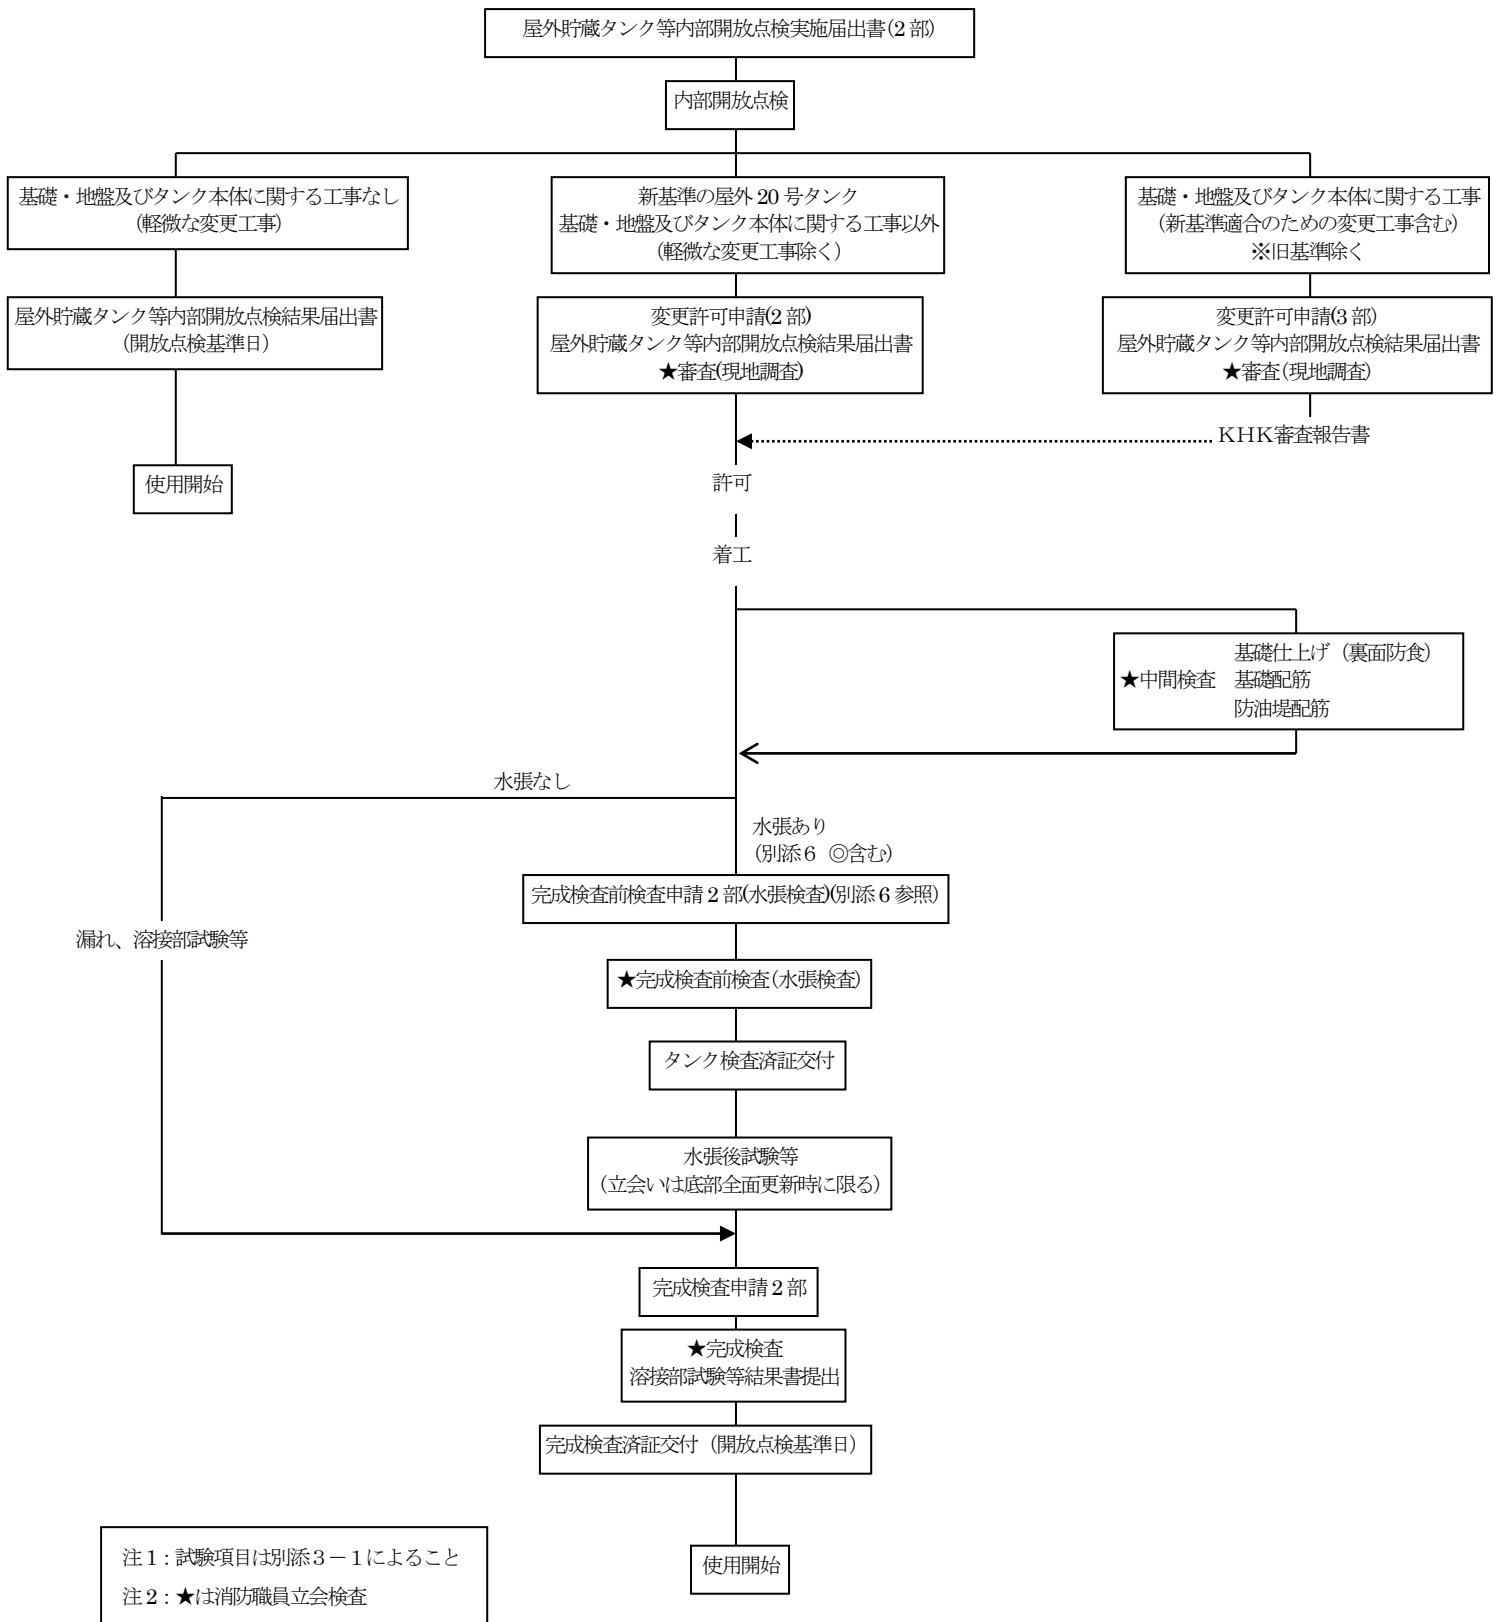 屋外貯蔵タンク等内部開放点検実施届出書(2部)
内部開放点検
基礎・地盤及びタンク本体に関する工事なし
(軽微な変更工事)
新基準の屋外20号タンク
基礎・地盤及びタンク本体に関する工事以外
(軽微な変更工事除く)
基礎・地盤及びタンク本体に関する工事
(新基準適合のための変更工事含む)
※旧基準除く
屋外貯蔵タンク等内部開放点検結果届出書
(開放点検基準日)
変更許可申請(2部)
屋外貯蔵タンク等内部開放点検結果届出書
★審査(現地調査)
変更許可申請(3部)
屋外貯蔵タンク等内部開放点検結果届出書
★審査(現地調査)
KHK審査報告書
使用開始
許可
着工
基礎仕上げ(裏面防食)
★中間検査 基礎配筋
防油堤配筋
水張なし
水張あり
(別添6 ◎含む)
完成検査前検査申請2部(水張検査)(別添6参照)
漏れ、溶接部試験等
★完成検査前検査(水張検査)
タンク検査済証交付
水張後試験等
(立会いは底部全面更新時に限る)
完成検査申請2部
★完成検査
溶接部試験等結果書提出
完成検査済証交付(開放点検基準日)
使用開始
注1:試験項目は別添3-1によること
注2:★は消防職員立会検査